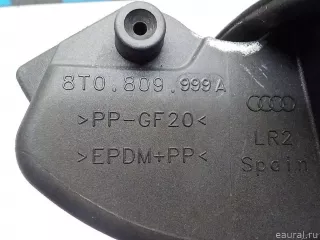 8T0.809.999A
>PP-GF20<
LR2
>EPDM+PP<
Spain
© eaural.ru